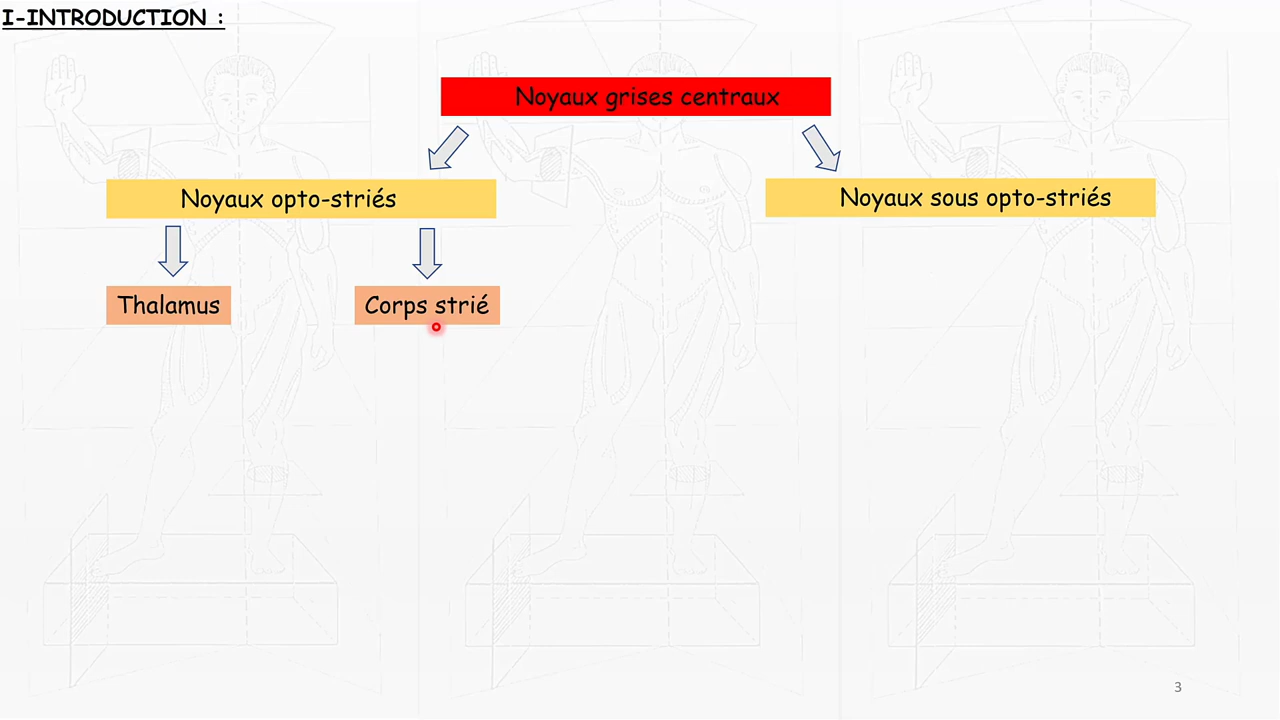 I-INTRODUCTION :
Noyaux grises centraux
Noyaux opto-striés
Noyaux sous opto-striés
Thalamus
Corps strié
3